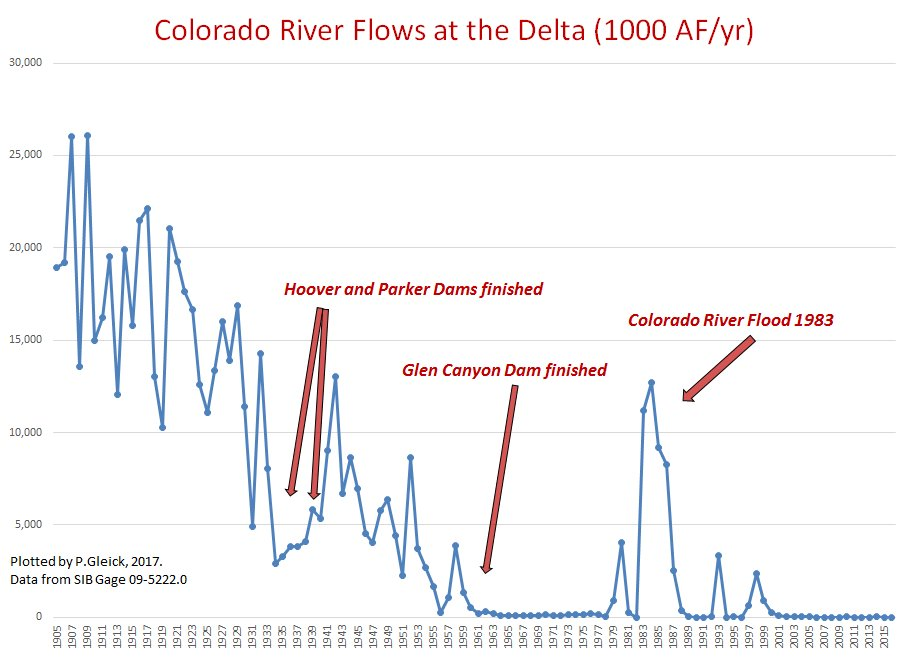 Colorado River Flows at the Delta (1000 AF/yr)
30,000
25,000
20,000
15,000
10,000
5,000
0
Hoover and Parker Dams finished
Colorado River Flood 1983
Glen Canyon Dam finished
Plotted by P.Gleick, 2017.
Data from SIB Gage 09-5222.0
1905 1907 1909 1911 1913 1915 1917 1919 1921 1923 1925 1927 1929 1931 1933 1935 1937 1939 1941 1943 1945 1947 1949 1951 1953 1955 1957 1959 1961 1963 1965 1967 1969 1971 1973 1975 1977 1979 1981 1983 1985 1987 1989 1991 1993 1995 1997 1999 2001 2003 2005 2007 2009 2011 2013 2015